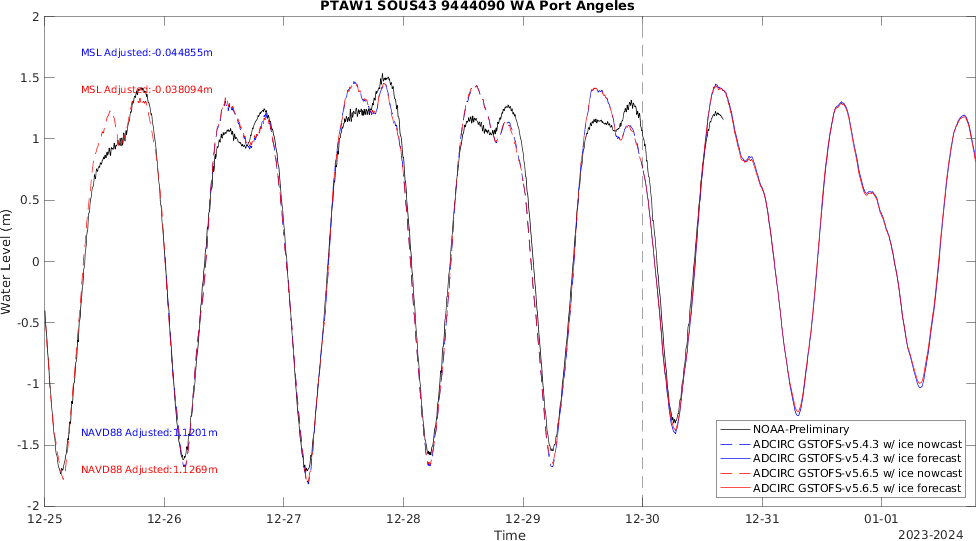 PTAW1 SOUS43 9444090 WA Port Angeles
2
1.5
1
0.5
0
-0.5
-1
-1.5
-2
Water Level (m)
MSL Adjusted:-0.044855m
MSL Adjusted:-0.038094m
NAVD88 Adjusted:1.1201m
NAVD88 Adjusted:1.1269m
NOAA-Preliminary
ADCIRC GSTOFS-v5.4.3 w/ ice nowcast
ADCIRC GSTOFS-v5.4.3 w/ ice forecast
ADCIRC GSTOFS-v5.6.5 w/ ice nowcast
ADCIRC GSTOFS-v5.6.5 w/ ice forecast
12-25 12-26 12-27 12-28 12-29 12-30 12-31 01-01
Time
2023-2024